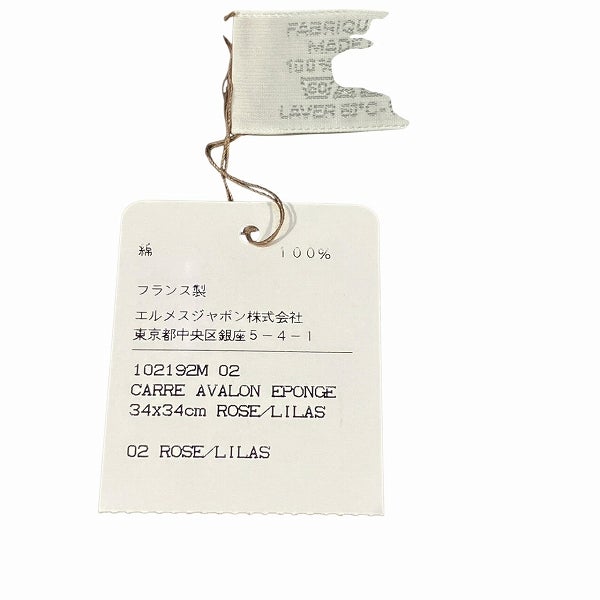 FABRIQU
MADE
100%
60
LAVER 60°C-
綿 100%
フランス製
エルメスジャポン株式会社
東京都中央区銀座5-4-1
102192M 02
CARRE AVALON EPONGE
34x34cm ROSE/LILAS
02 ROSE/LILAS